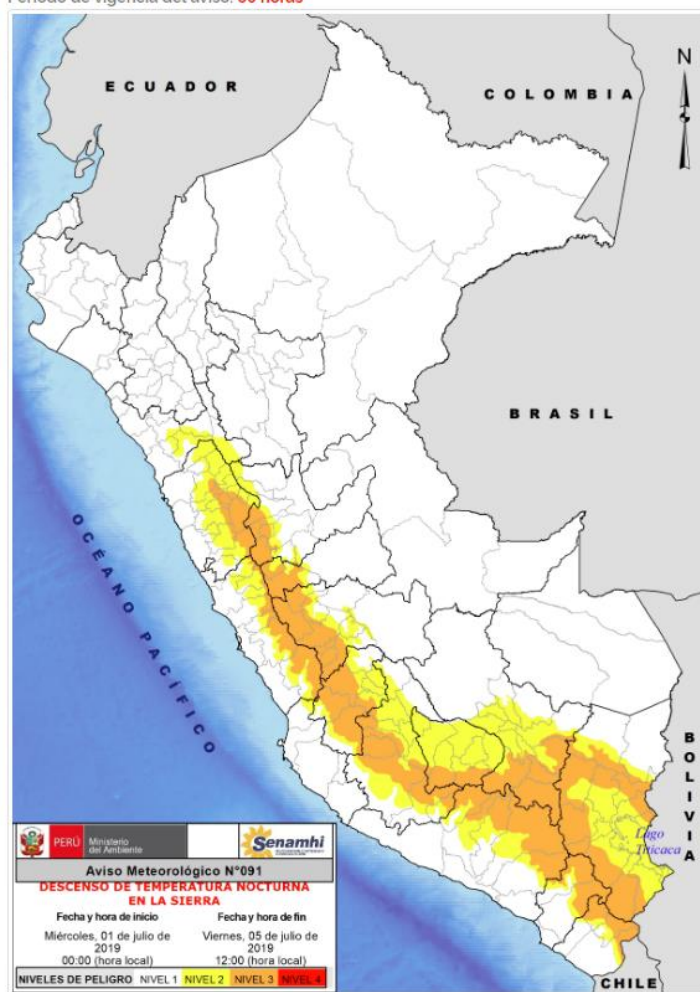 Periodo de vigencia del aviso:
ECUADOR
COLOMBIA
N
BRASIL
OCÉANO PACÍFICO
BOLIVA
Lago
Titicaca
PERÚ Ministerio
del Ambiente
Senamhi
Aviso Meteorológico N°091
DESCENSO DE TEMPERATURA NOCTURNA
EN LA SIERRA
Fecha y hora de inicio Fecha y hora de fin
Miércoles, 01 de julio de Viernes, 05 de julio de
2019 2019
00:00 (hora local) 12:00 (hora local)
NIVELES DE PELIGRO NIVEL 1 NIVEL 2 NIVEL 3 NIVEL 4
CHILE